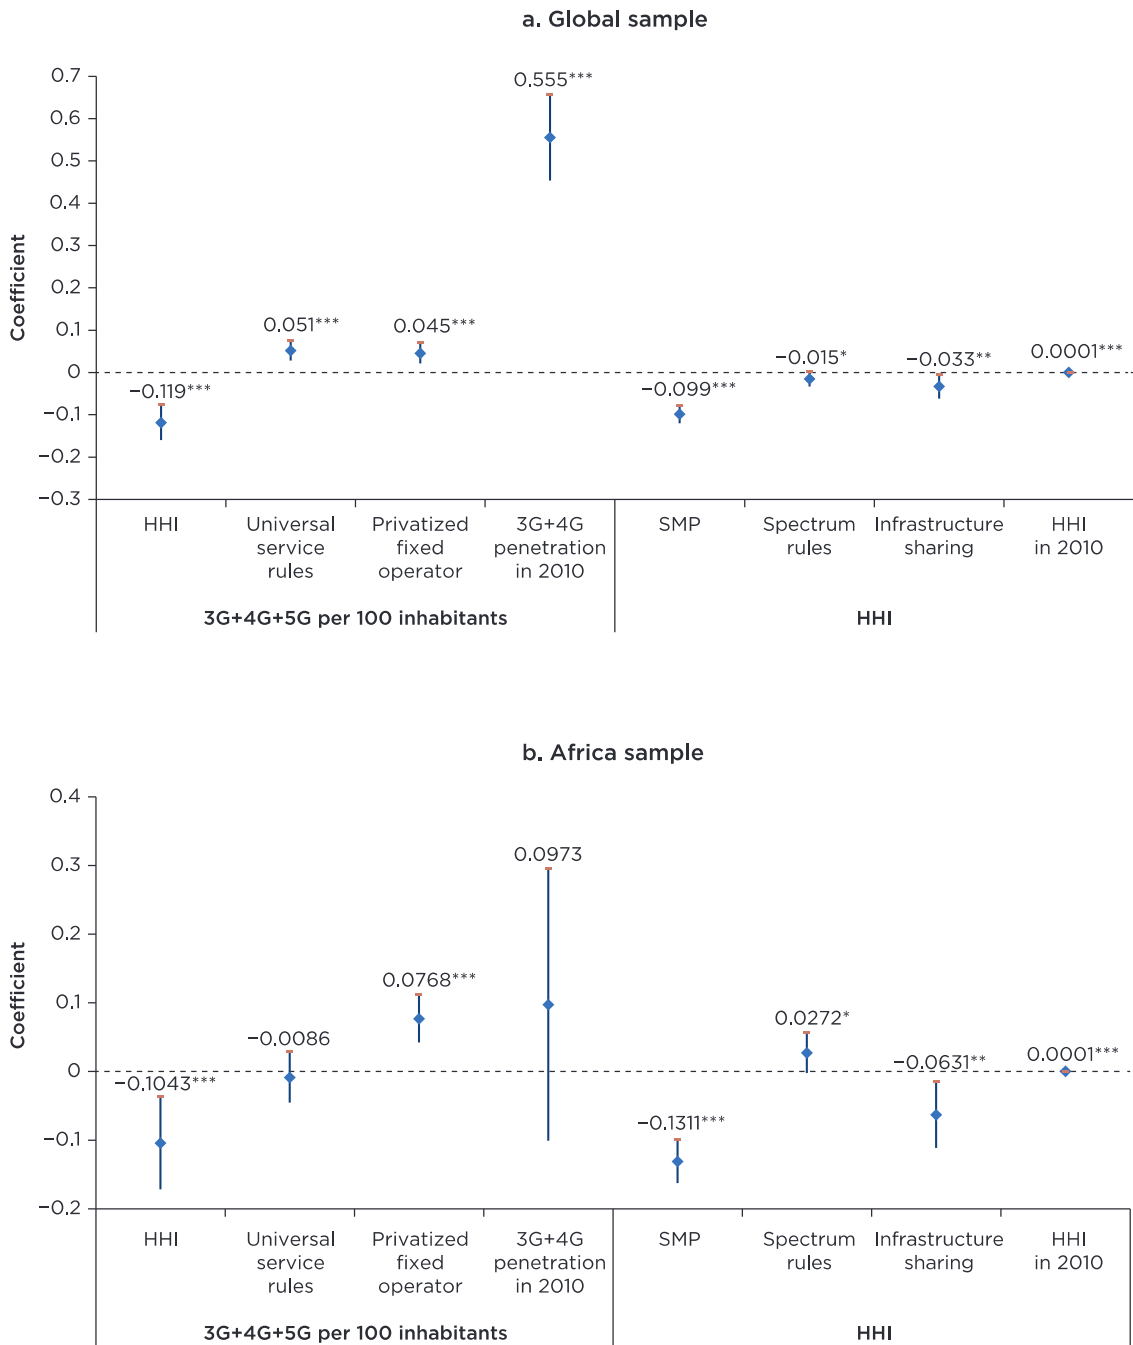 a. Global sample
Coefficient
0.7
0.6
0.5
0.4
0.3
0.2
0.1
0
−0.1
−0.2
−0.3
−0.119***
0.051***
0.045***
0.555***
−0.099***
−0.015*
−0.033**
0.0001***
HHI
Universal
service
rules
Privatized
fixed
operator
3G+4G
penetration
in 2010
SMP
Spectrum
rules
Infrastructure
sharing
HHI
in 2010
3G+4G+5G per 100 inhabitants
HHI
b. Africa sample
Coefficient
0.4
0.3
0.2
0.1
0
−0.1
−0.2
−0.1043***
−0.0086
0.0768***
0.0973
−0.1311***
0.0272*
−0.0631**
0.0001***
HHI
Universal
service
rules
Privatized
fixed
operator
3G+4G
penetration
in 2010
SMP
Spectrum
rules
Infrastructure
sharing
HHI
in 2010
3G+4G+5G per 100 inhabitants
HHI